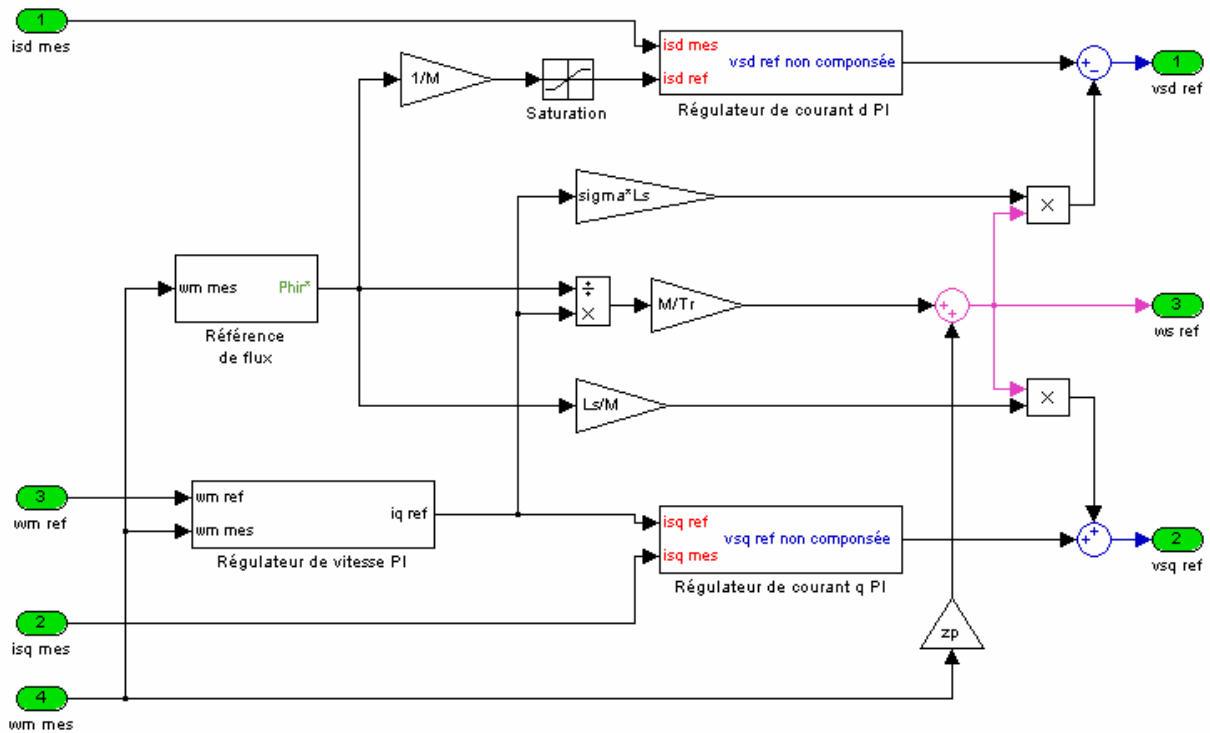 1
isd mes
isd mes
isd ref
vsd ref non componsée
Régulateur de courant d PI
1/M
Saturation
+
−
1
vsd ref
sigma*Ls
×
wm mes
Phir*
Référence
de flux
÷
×
M/Tr
+
+
3
ws ref
Ls/M
×
3
wm ref
wm ref
wm mes
iq ref
Régulateur de vitesse PI
isq ref
isq mes
vsq ref non componsée
Régulateur de courant q PI
+
+
2
vsq ref
2
isq mes
zp
4
wm mes